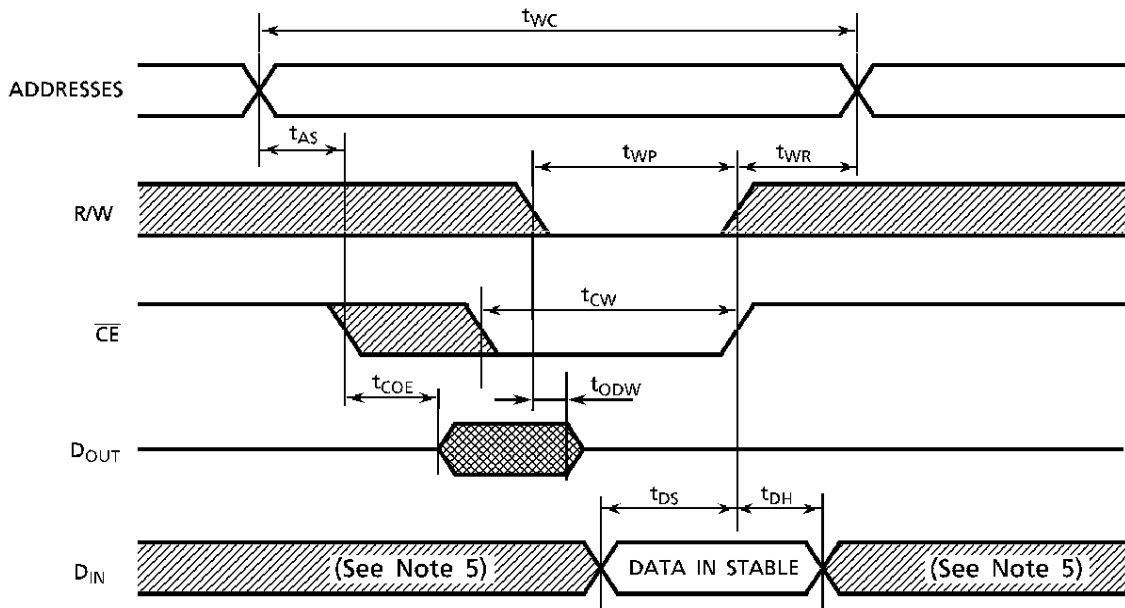 tWC
ADDRESSES
tAS
tWP
tWR
R/W
tCW
CE
tCOE
tODW
DOUT
tDS
tDH
DIN
(See Note 5)
DATA IN STABLE
(See Note 5)